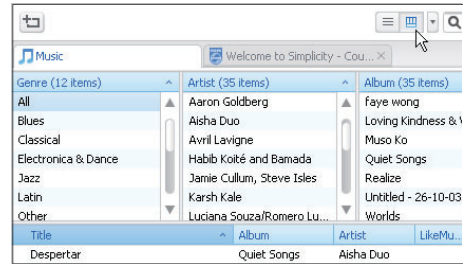 Music
Welcome to Simplicity - Cou...
Genre (12 items)
Artist (35 items)
Album (35 items)
All
Aaron Goldberg
faye wong
Blues
Aisha Duo
Loving Kindness &
Classical
Avril Lavigne
Muso Ko
Electronica & Dance
Habib Koité and Bamada
Quiet Songs
Jazz
Jamie Cullum, Steve Isles
Realize
Latin
Karsh Kale
Untitled - 26-10-03
Other
Luciana Souza/Romero Lu...
Worlds
Title
Album
Artist
LikeMu...
Despertar
Quiet Songs
Aisha Duo